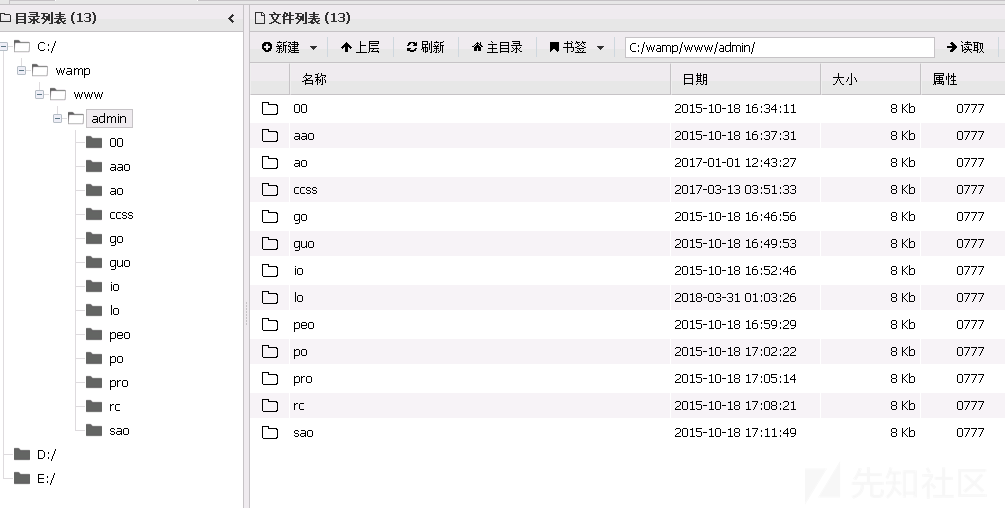 目录列表 (13)
C:/
wamp
www
admin
00
aao
ao
ccss
go
guo
io
lo
peo
po
pro
rc
sao
D:/
E:/
文件列表 (13)
新建 上层 刷新 主目录 书签 C:/wamp/www/admin/ 读取
名称 日期 大小 属性
00 2015-10-18 16:34:11 8 Kb 0777
aao 2015-10-18 16:37:31 8 Kb 0777
ao 2017-01-01 12:43:27 8 Kb 0777
ccss 2017-03-13 03:51:33 8 Kb 0777
go 2015-10-18 16:46:56 8 Kb 0777
guo 2015-10-18 16:49:53 8 Kb 0777
io 2015-10-18 16:52:46 8 Kb 0777
lo 2018-03-31 01:03:26 8 Kb 0777
peo 2015-10-18 16:59:29 8 Kb 0777
po 2015-10-18 17:02:22 8 Kb 0777
pro 2015-10-18 17:05:14 8 Kb 0777
rc 2015-10-18 17:08:21 8 Kb 0777
sao 2015-10-18 17:11:49 8 Kb 0777
先知社区